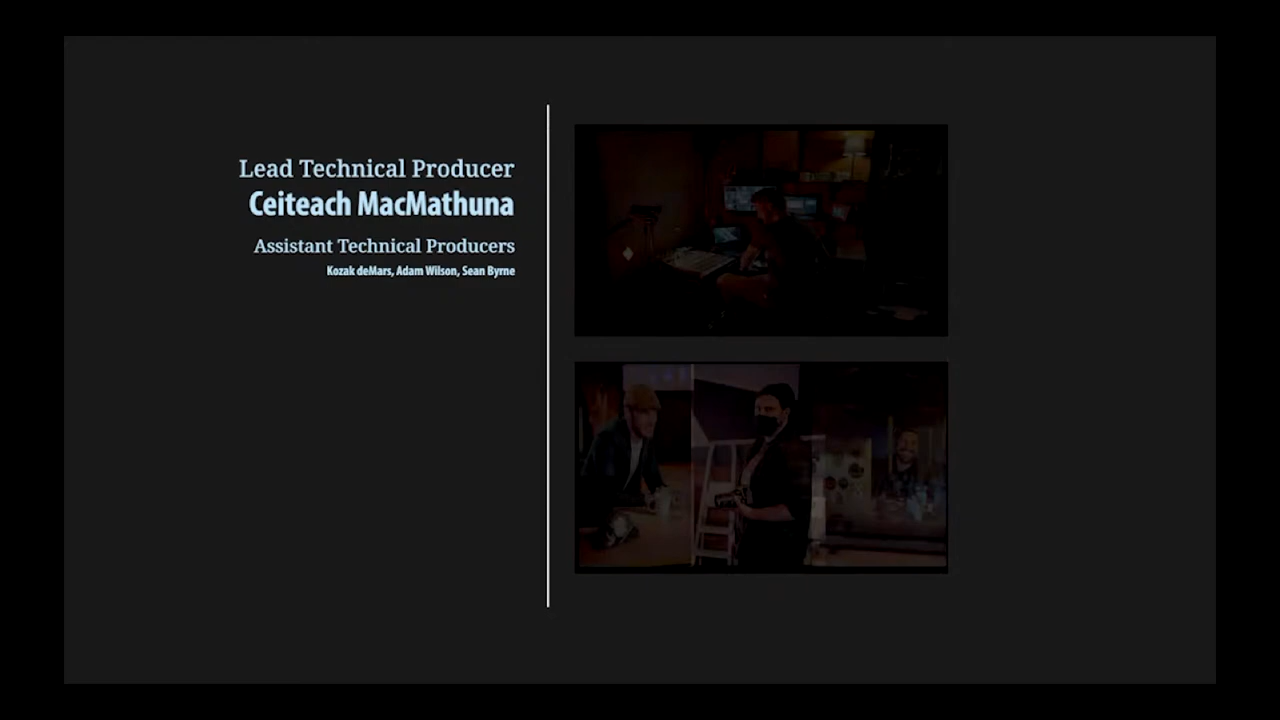 Lead Technical Producer
Ceiteach MacMathuna
Assistant Technical Producers
Kozak deMars, Adam Wilson, Sean Byrne